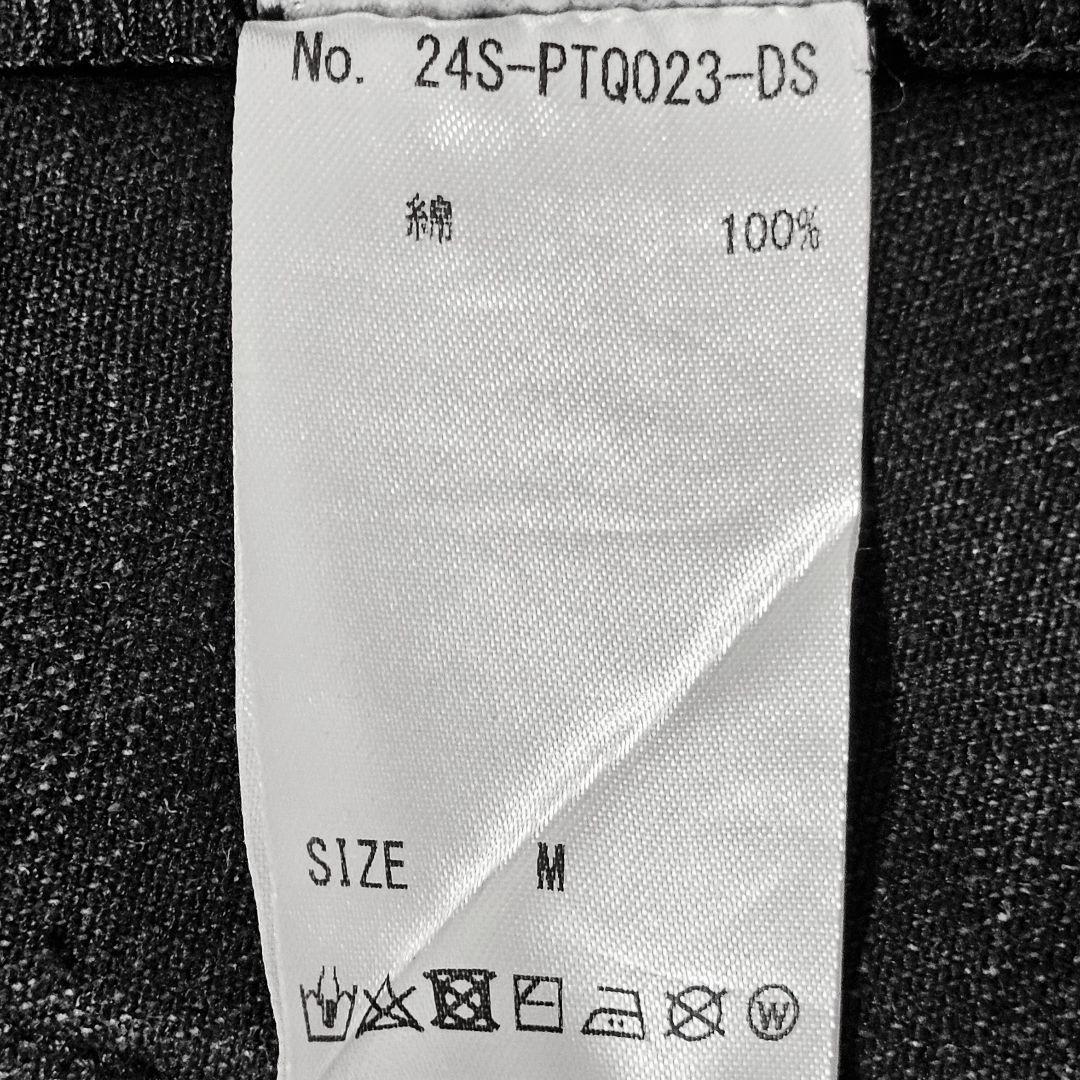 No. 24S-PTQ023-DS
綿 100%
SIZE M
W